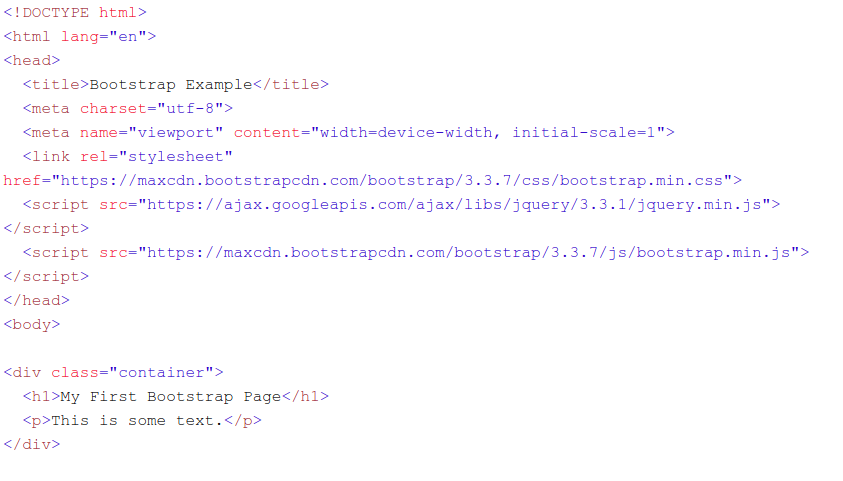 <!DOCTYPE html>
<html lang="en">
<head>
  <title>Bootstrap Example</title>
  <meta charset="utf-8">
  <meta name="viewport" content="width=device-width, initial-scale=1">
  <link rel="stylesheet"
href="https://maxcdn.bootstrapcdn.com/bootstrap/3.3.7/css/bootstrap.min.css">
  <script src="https://ajax.googleapis.com/ajax/libs/jquery/3.3.1/jquery.min.js">
</script>
  <script src="https://maxcdn.bootstrapcdn.com/bootstrap/3.3.7/js/bootstrap.min.js">
</script>
</head>
<body>

<div class="container">
  <h1>My First Bootstrap Page</h1>
  <p>This is some text.</p>
</div>